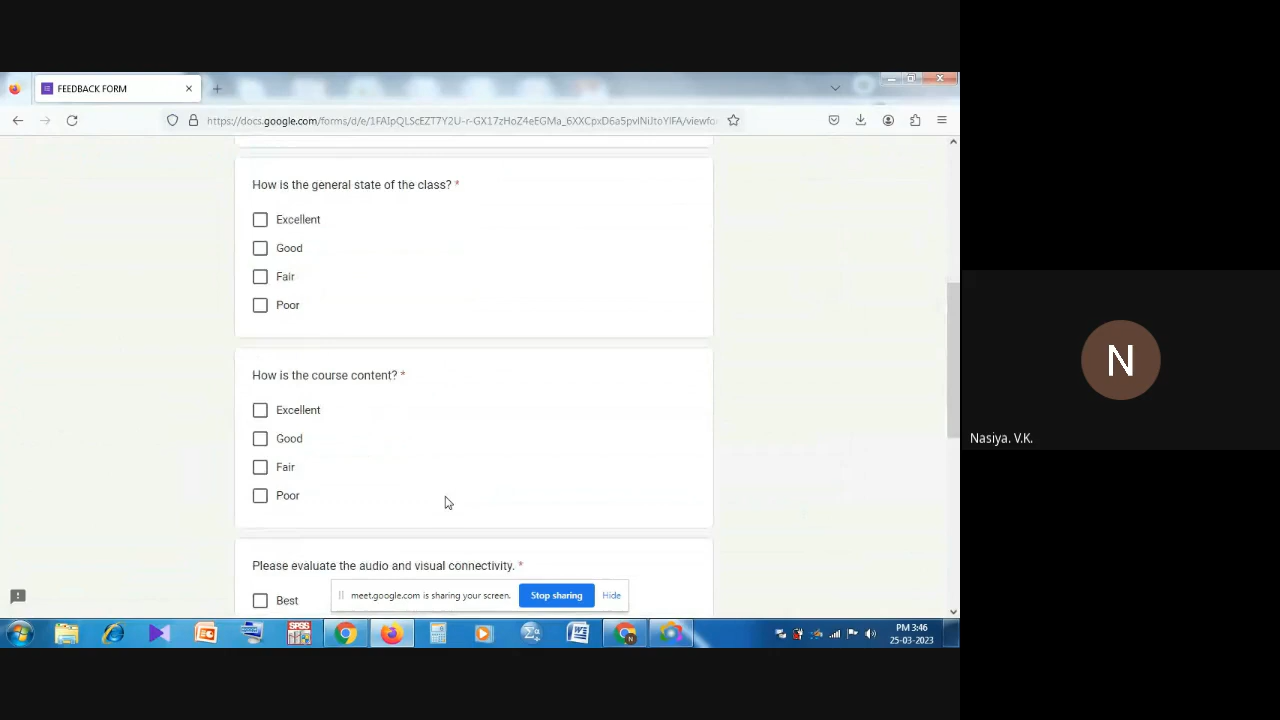 FEEDBACK FORM
https://docs.google.com/forms/d/e/1FAIpQLScEZT7Y2U-r-GX17zHoZ4eEGMa_6XXCpxD6a5pvINiJtoYIFA/viewfo
How is the general state of the class? *
Excellent
Good
Fair
Poor
How is the course content? *
Excellent
Good
Fair
Poor
Please evaluate the audio and visual connectivity. *
Best
meet.google.com is sharing your screen.
Stop sharing
Hide
SPSS
PM 3:46
25-03-2023
N
Nasiya. V.K.